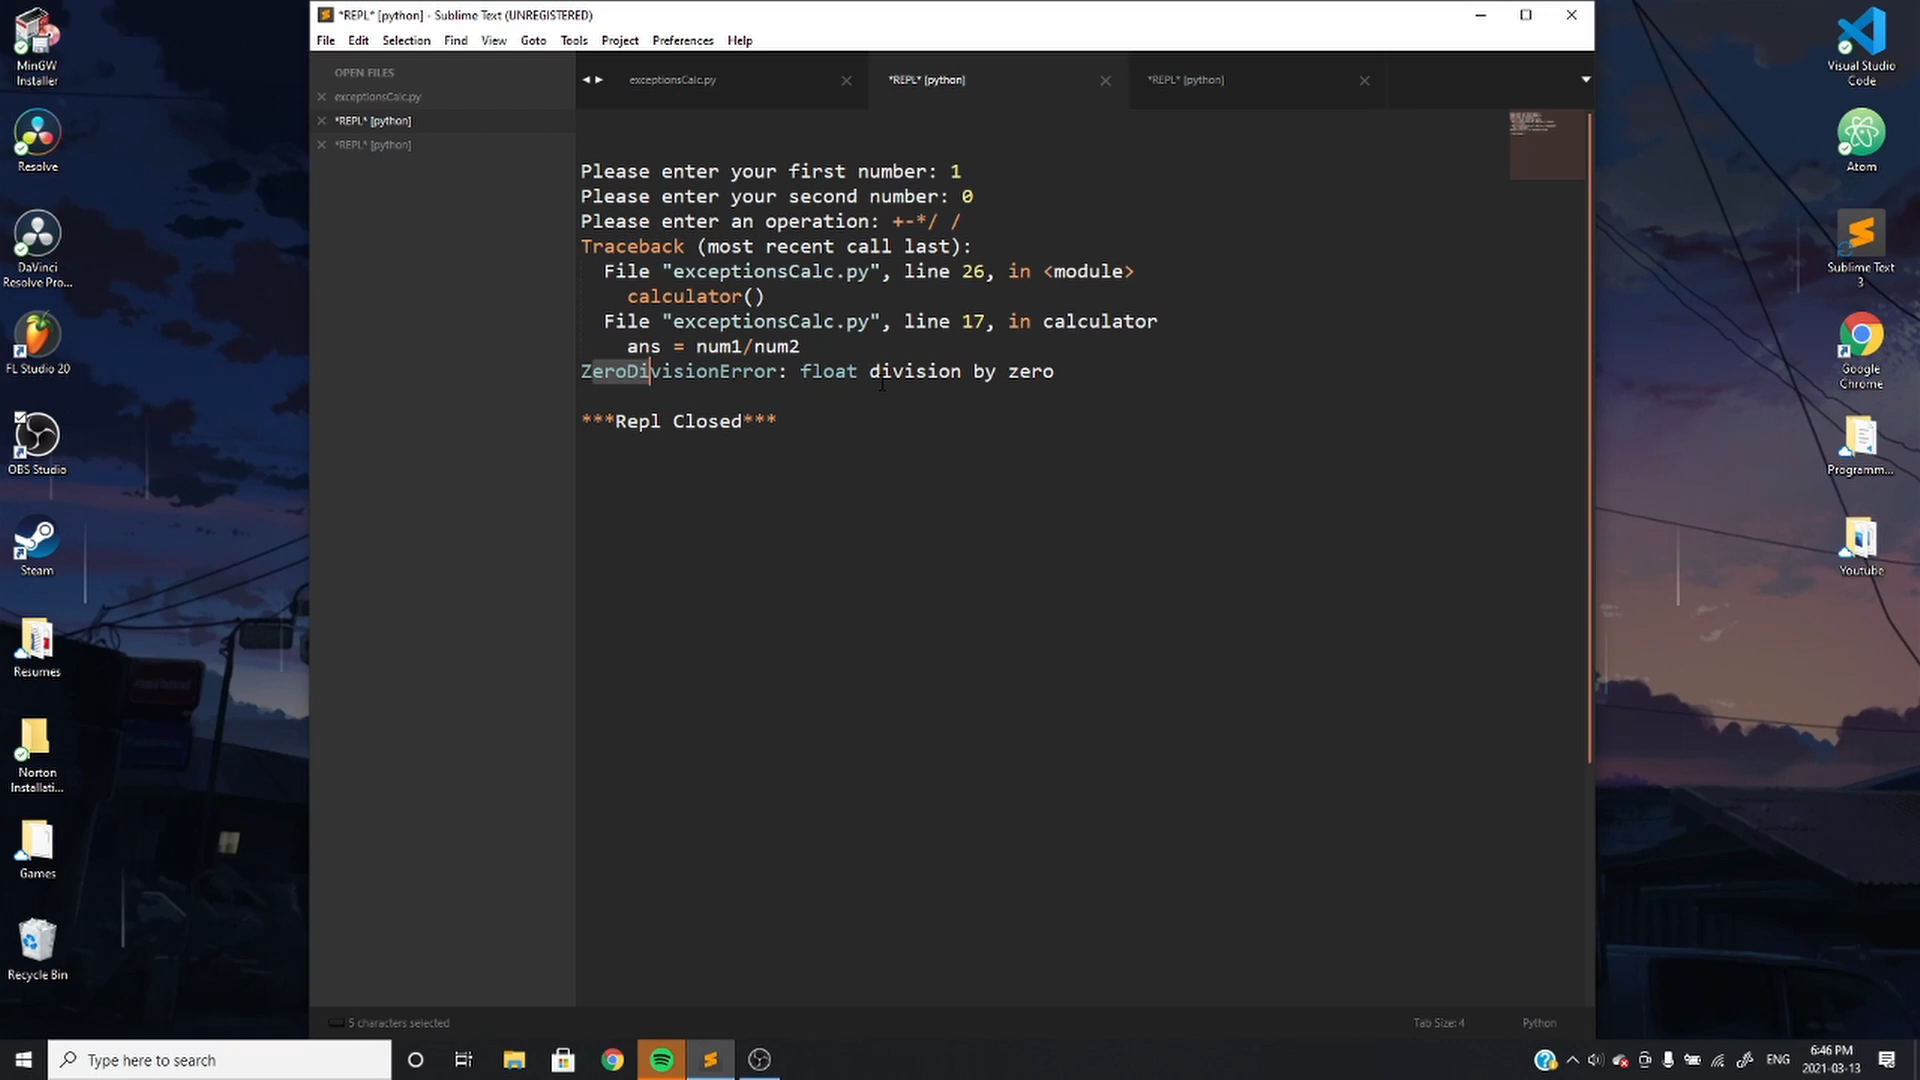 *REPL* [python] - Sublime Text (UNREGISTERED)
File Edit Selection Find View Goto Tools Project Preferences Help
OPEN FILES
exceptionsCalc.py
*REPL* [python]
*REPL* [python]
exceptionsCalc.py
*REPL* [python]
*REPL* [python]
Please enter your first number: 1
Please enter your second number: 0
Please enter an operation: +-*/ /
Traceback (most recent call last):
File "exceptionsCalc.py", line 26, in <module>
calculator()
File "exceptionsCalc.py", line 17, in calculator
ans = num1/num2
ZeroDivisionError: float division by zero
***Repl Closed***
5 characters selected
Tab Size: 4
Python
MinGW
Installer
Resolve
DaVinci
Resolve Pro...
FL Studio 20
OBS Studio
Steam
Resumes
Norton
Installati...
Games
Recycle Bin
Visual Studio
Code
Atom
Sublime Text
3
Google
Chrome
Programm...
Youtube
Type here to search
ENG
6:46 PM
2021-03-13